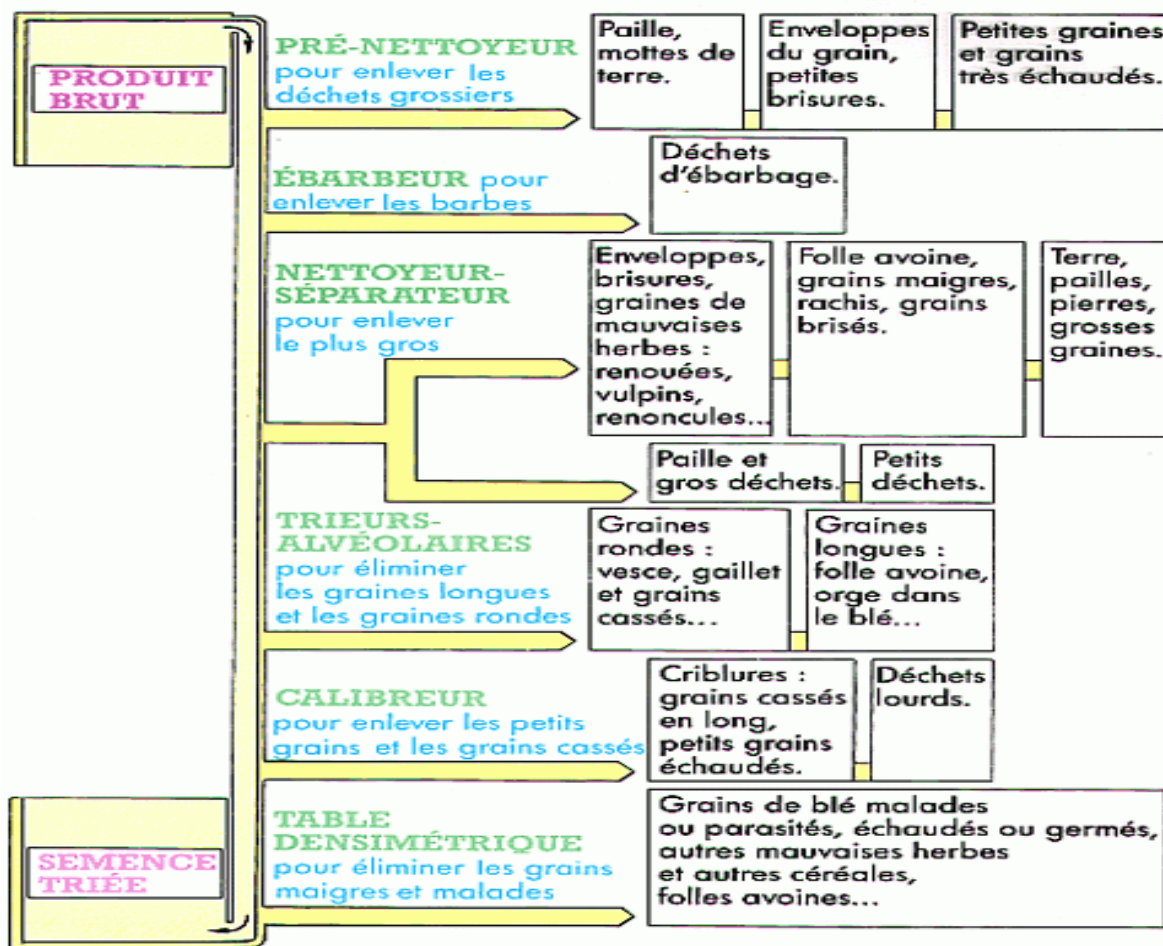 PRODUIT
BRUT
PRÉ-NETTOYEUR
pour enlever les
déchets grossiers
Paille,
mottes de
terre.
Enveloppes
du grain,
petites
brisures.
Petites graines
et grains
très échaudés.
ÉBARBEUR pour
enlever les barbes
Déchets
d'ébarbage.
NETTOYEUR-
SÉPARATEUR
pour enlever
le plus gros
Enveloppes,
brisures,
graines de
mauvaises
herbes :
renouées,
vulpins,
renoncules...
Folle avoine,
grains maigres,
rachis, grains
brisés.
Terre,
pailles,
pierres,
grosses
graines.
Paille et
gros déchets.
Petits
déchets.
TRIEURS-
ALVÉOLAIRES
pour éliminer
les graines longues
et les graines rondes
Graines
rondes :
vesce, gaillet
et grains
cassés...
Graines
longues :
folle avoine,
orge dans
le blé...
CALIBREUR
pour enlever les petits
grains et les grains cassés
Criblures :
grains cassés
en long,
petits grains
échaudés.
Déchets
lourds.
TABLE
DENSIMÉTRIQUE
pour éliminer les grains
maigres et malades
Grains de blé malades
ou parasités, échaudés ou germés,
autres mauvaises herbes
et autres céréales,
folles avoines...
SEMENCE
TRIÉE